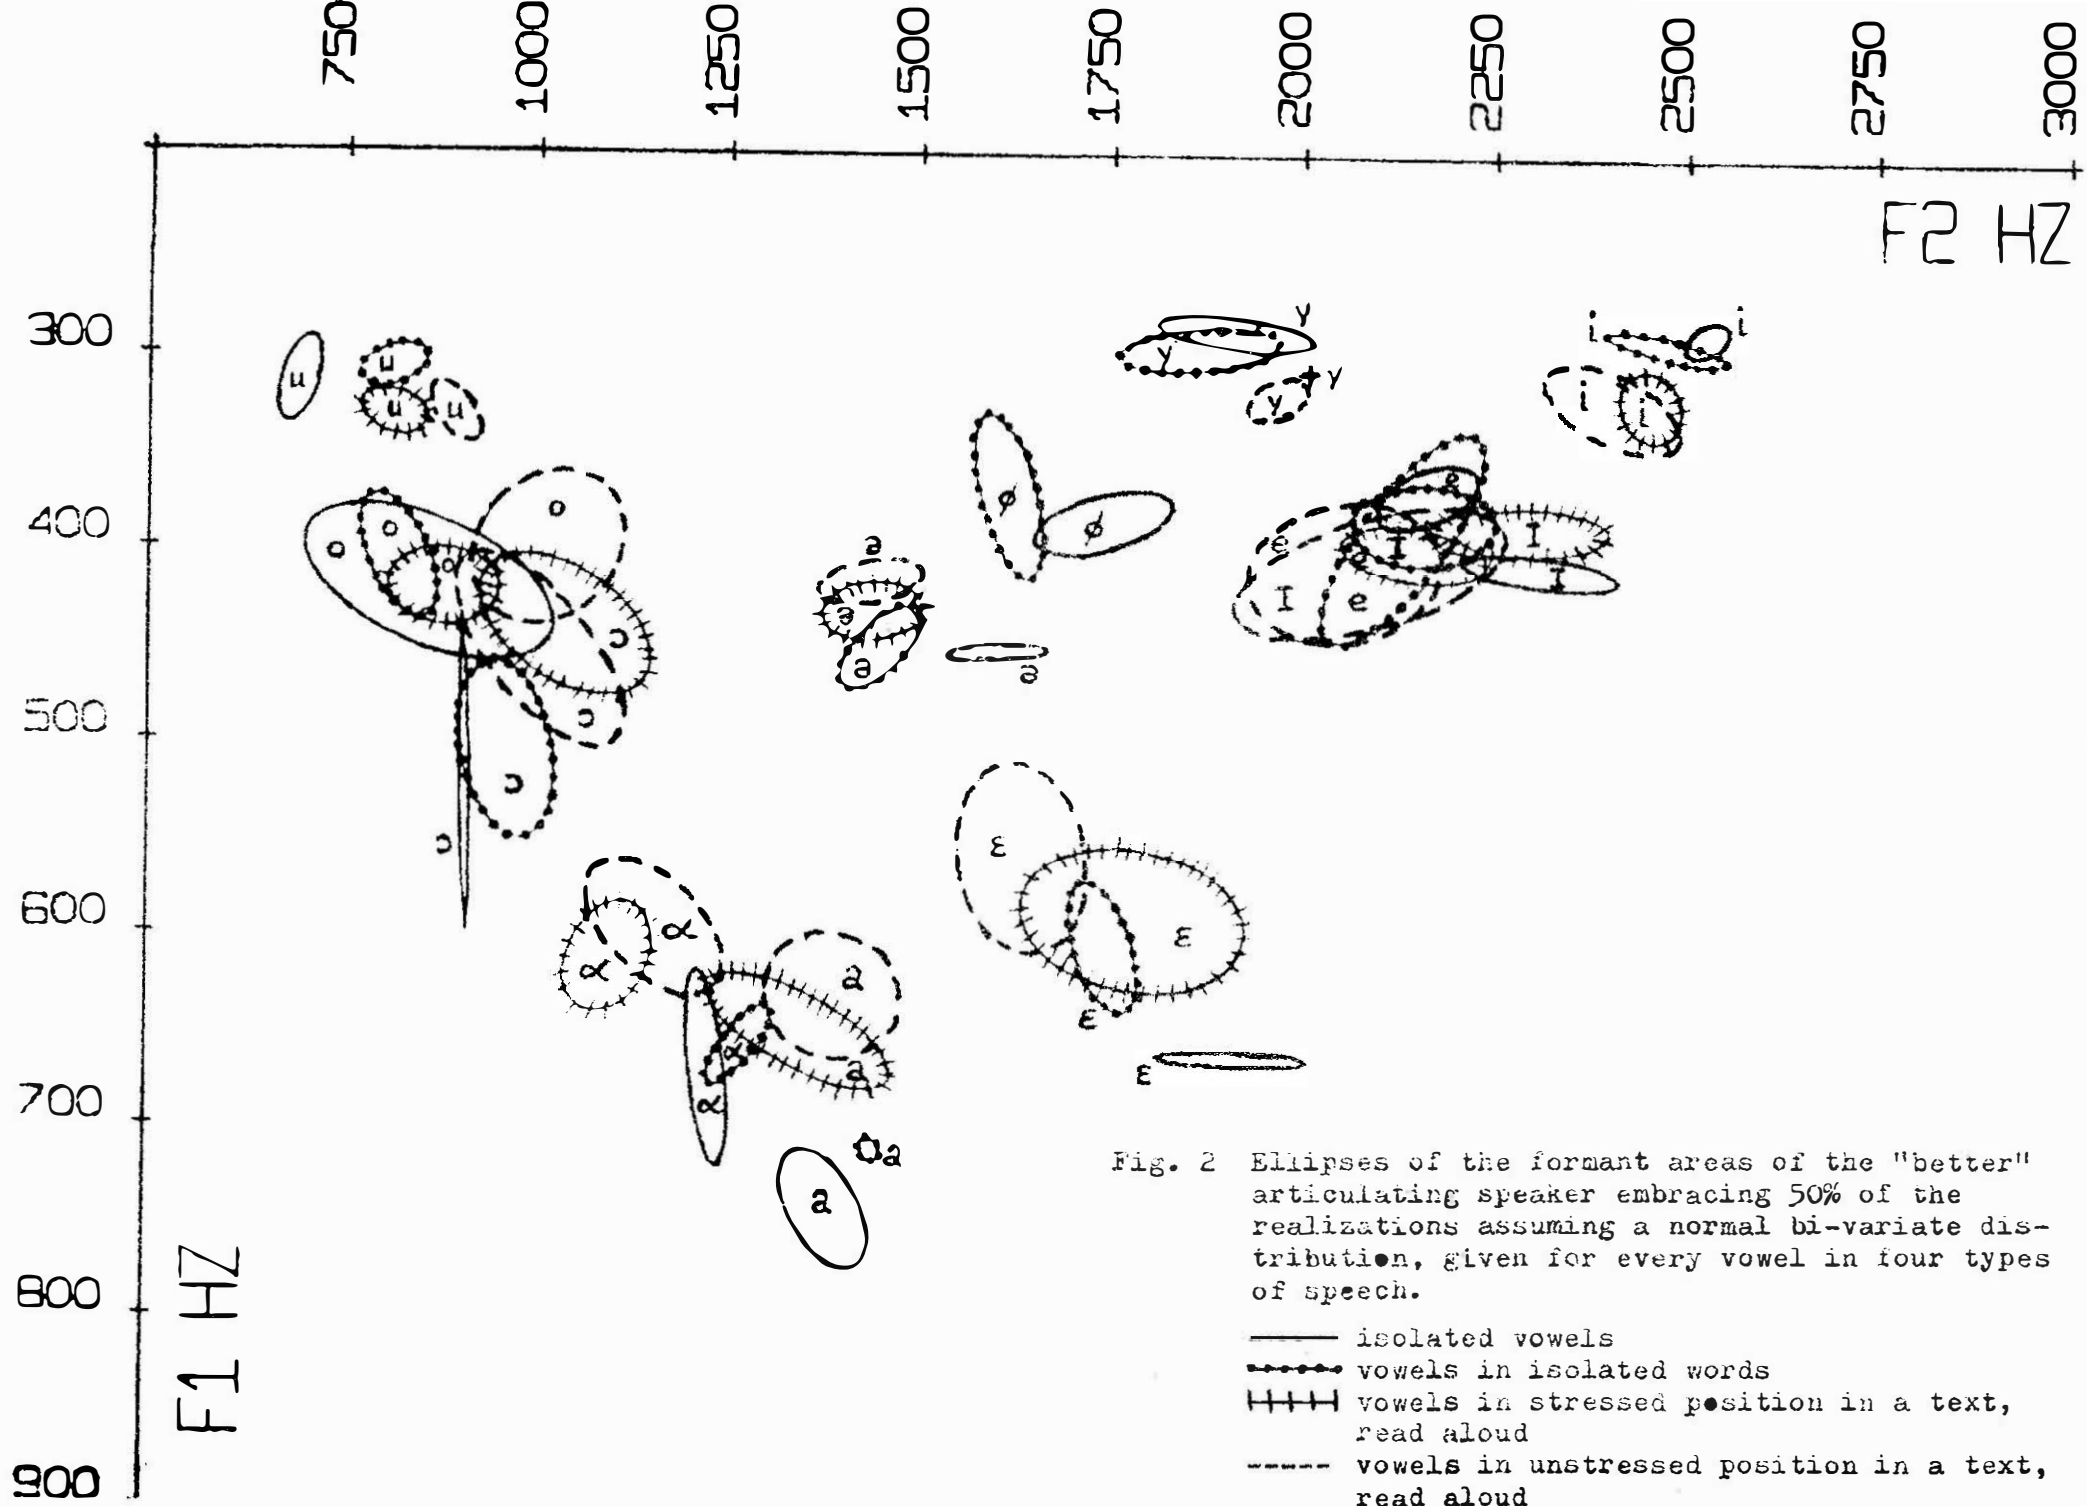 750 1000 1250 1500 1750 2000 2250 2500 2750 3000
F2 HZ
300
400
500
600
700
800
900
F1 HZ
y i i
u u y
y y
u u i i
e
ø
o o ø
o ə I
o e I I
ə I e
ɔ ə ə
ɔ
ɔ
ɔ ε
α ε
α a
ε
α a ε
α
a
a
Fig. 2 Ellipses of the formant areas of the "better"
articulating speaker embracing 50% of the
realizations assuming a normal bi-variate dis-
tribution, given for every vowel in four types
of speech.
isolated vowels
vowels in isolated words
vowels in stressed position in a text,
read aloud
vowels in unstressed position in a text,
read aloud